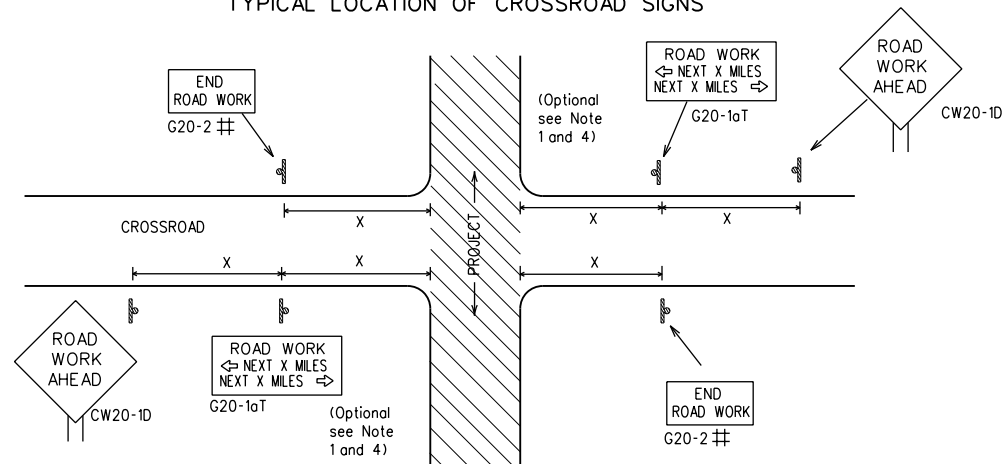 TYPICAL LOCATION OF CROSSROAD SIGNS
END
ROAD WORK
G20-2 #
(Optional
see Note
1 and 4)
ROAD WORK
⇦ NEXT X MILES
NEXT X MILES ⇨
G20-1aT
ROAD
WORK
AHEAD
CW20-1D
X
X
X
CROSSROAD
PROJECT
X
X
X
ROAD
WORK
AHEAD
CW20-1D
ROAD WORK
⇦ NEXT X MILES
NEXT X MILES ⇨
G20-1aT
(Optional
see Note
1 and 4)
END
ROAD WORK
G20-2 #